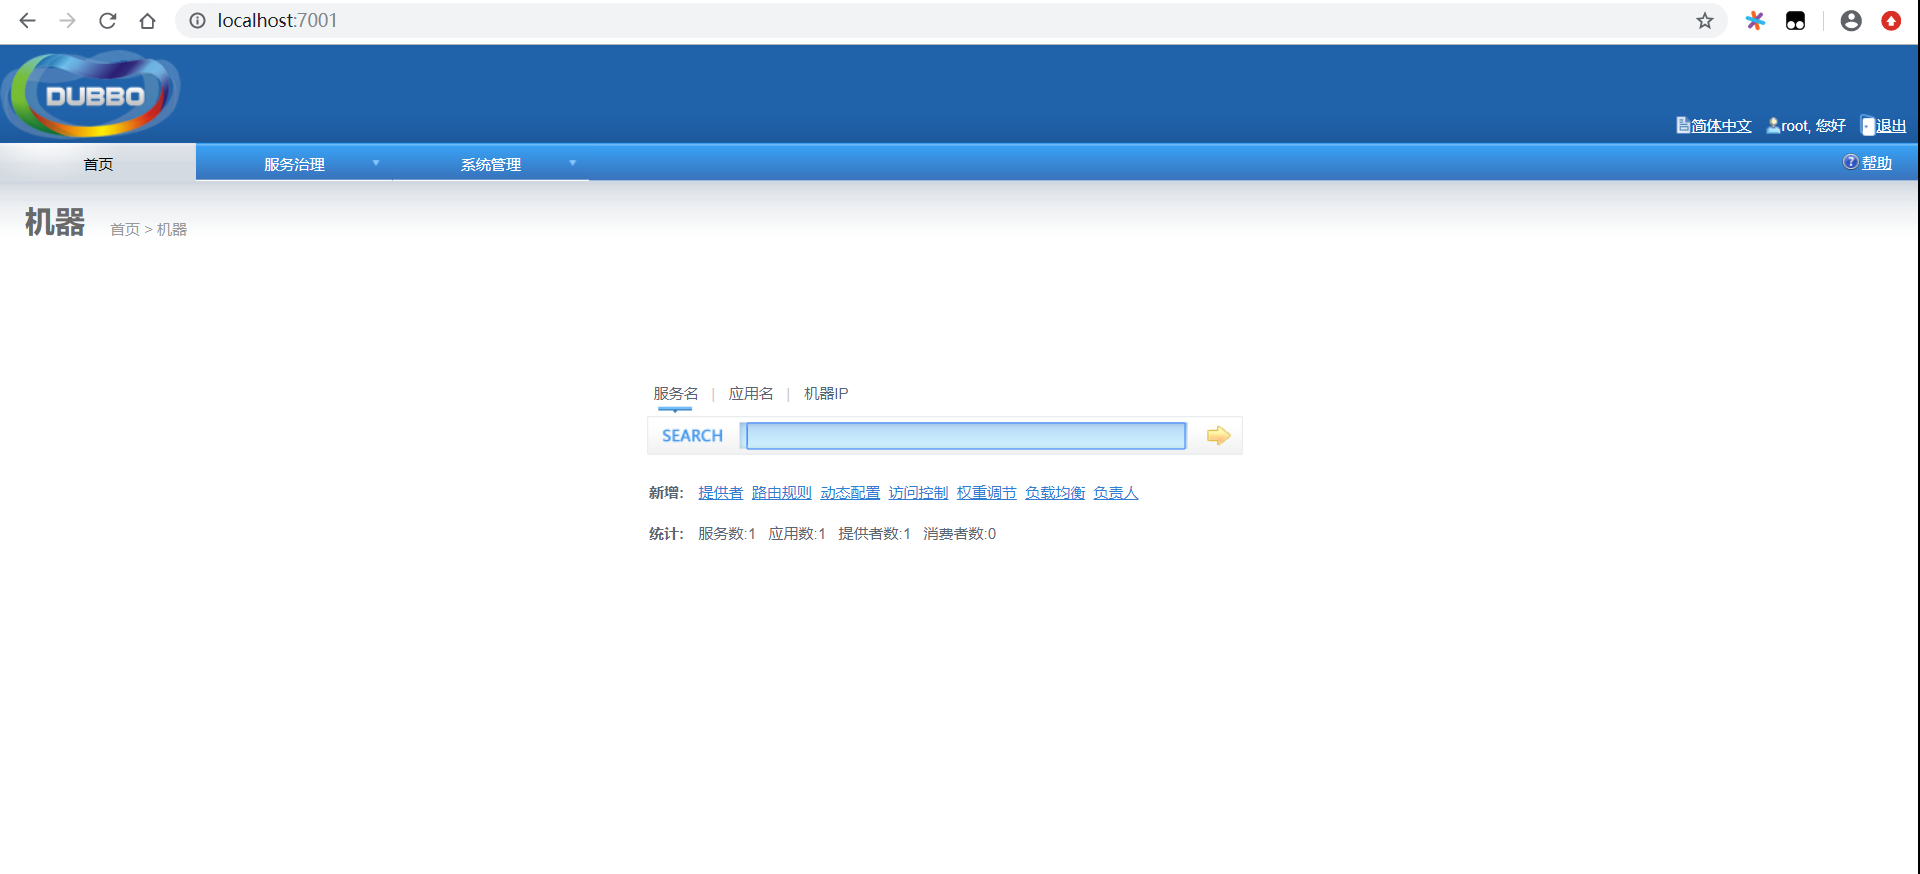 localhost:7001
DUBBO
简体中文 root, 您好 退出
首页 服务治理 系统管理 帮助
机器 首页 > 机器
服务名 | 应用名 | 机器IP
SEARCH
新增: 提供者 路由规则 动态配置 访问控制 权重调节 负载均衡 负责人
统计: 服务数:1 应用数:1 提供者数:1 消费者数:0